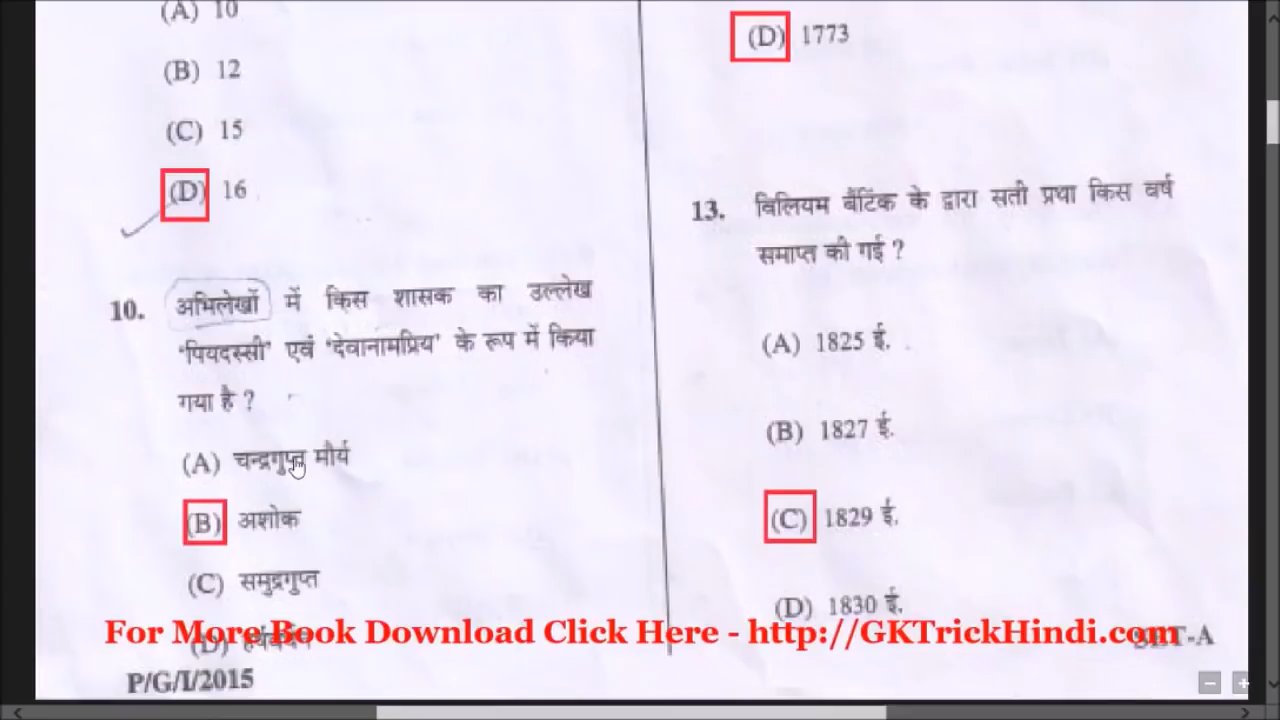 (A) 10
(B) 12
(C) 15
(D) 16
10. अभिलेखों में किस शासक का उल्लेख
'पियदस्सी' एवं 'देवानामप्रिय' के रूप में किया
गया है ?
(A) चन्द्रगुप्त मौर्य
(B) अशोक
(C) समुद्रगुप्त
(D)
P/G/I/2015
(D) 1773
13. विलियम बैंटिंक के द्वारा सती प्रथा किस वर्ष
समाप्त की गई ?
(A) 1825 ई.
(B) 1827 ई.
(C) 1829 ई.
(D) 1830 ई.
For More Book Download Click Here - http://GKTrickHindi.com